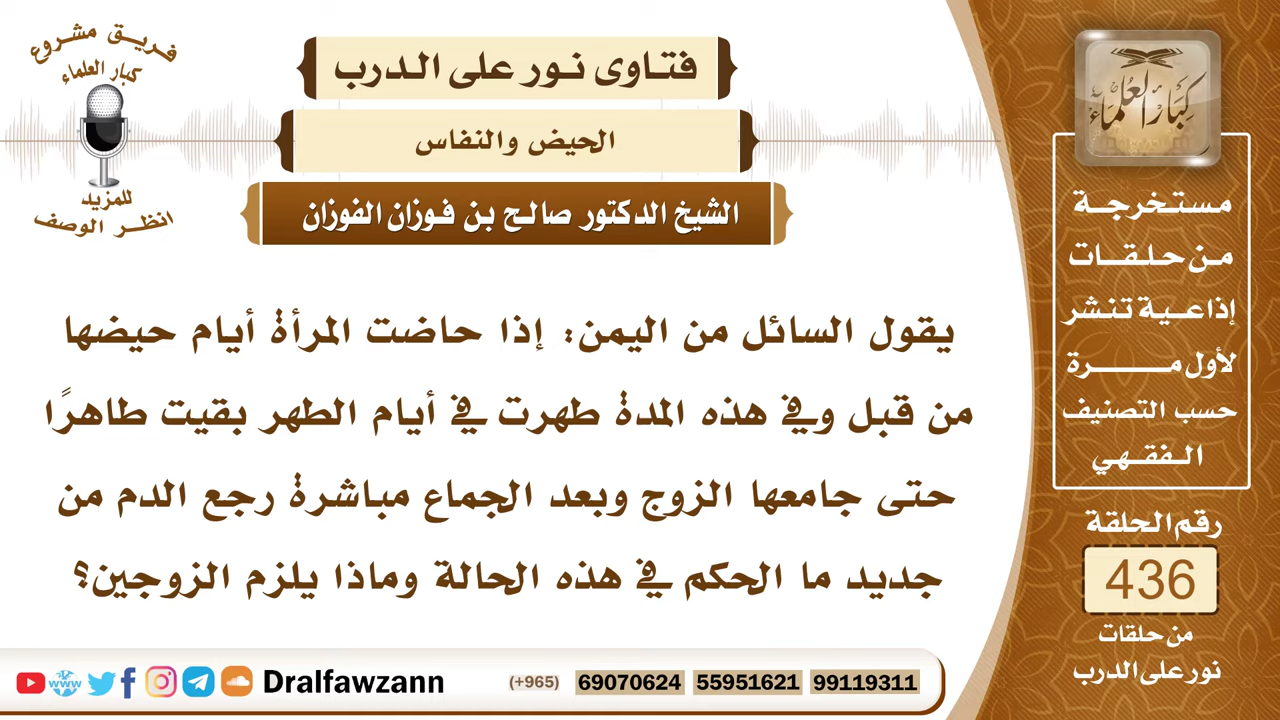 فريق مشروع
كبار العلماء
للمزيد
انظر الوصف
فتاوى نور على الدرب
الحيض والنفاس
الشيخ الدكتور صالح بن فوزان الفوزان
يقول السائل من اليمن: إذا حاضت المرأة أيام حيضها
من قبل وفي هذه المدة طهرت في أيام الطهر بقيت طاهرًا
حتى جامعها الزوج وبعد الجماع مباشرة رجع الدم من
جديد ما الحكم في هذه الحالة وماذا يلزم الزوجين؟
كبار العلماء
مستخرجة
من حلقات
إذاعية تنشر
لأول مرة
حسب التصنيف
الفقهي
رقم الحلقة
436
من حلقات
نور على الدرب
www Dralfawzann (+965) 69070624 55951621 99119311